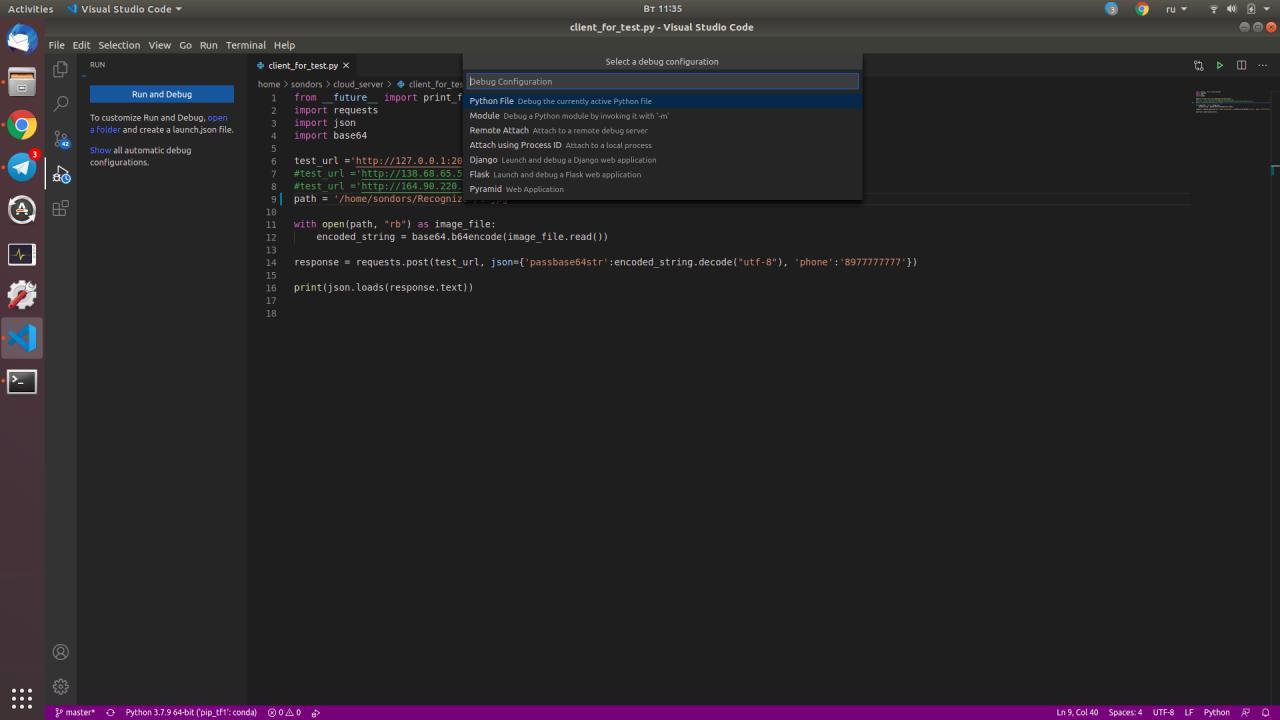 Activities
Visual Studio Code
Вт 11:35
3
ru
client_for_test.py - Visual Studio Code
File Edit Selection View Go Run Terminal Help
RUN
Run and Debug
To customize Run and Debug, open
a folder and create a launch.json file.
Show all automatic debug
configurations.
3
42
client_for_test.py
home > sondors > cloud_server > client_for_tes
Select a debug configuration
Debug Configuration
Python File Debug the currently active Python file
Module Debug a Python module by invoking it with '-m'
Remote Attach Attach to a remote debug server
Attach using Process ID Attach to a local process
Django Launch and debug a Django web application
Flask Launch and debug a Flask web application
Pyramid Web Application
1 from __future__ import print_f
2 import requests
3 import json
4 import base64
5
6 test_url ='http://127.0.0.1:20
7 #test_url ='http://138.68.65.5
8 #test_url ='http://164.90.220.
9 path = '/home/sondors/Recogniz
10
11 with open(path, "rb") as image_file:
12 encoded_string = base64.b64encode(image_file.read())
13
14 response = requests.post(test_url, json={'passbase64str':encoded_string.decode("utf-8"), 'phone':'8977777777'})
15
16 print(json.loads(response.text))
17
18
master* Python 3.7.9 64-bit ('pip_tf1': conda) 0 0
Ln 9, Col 40 Spaces: 4 UTF-8 LF Python